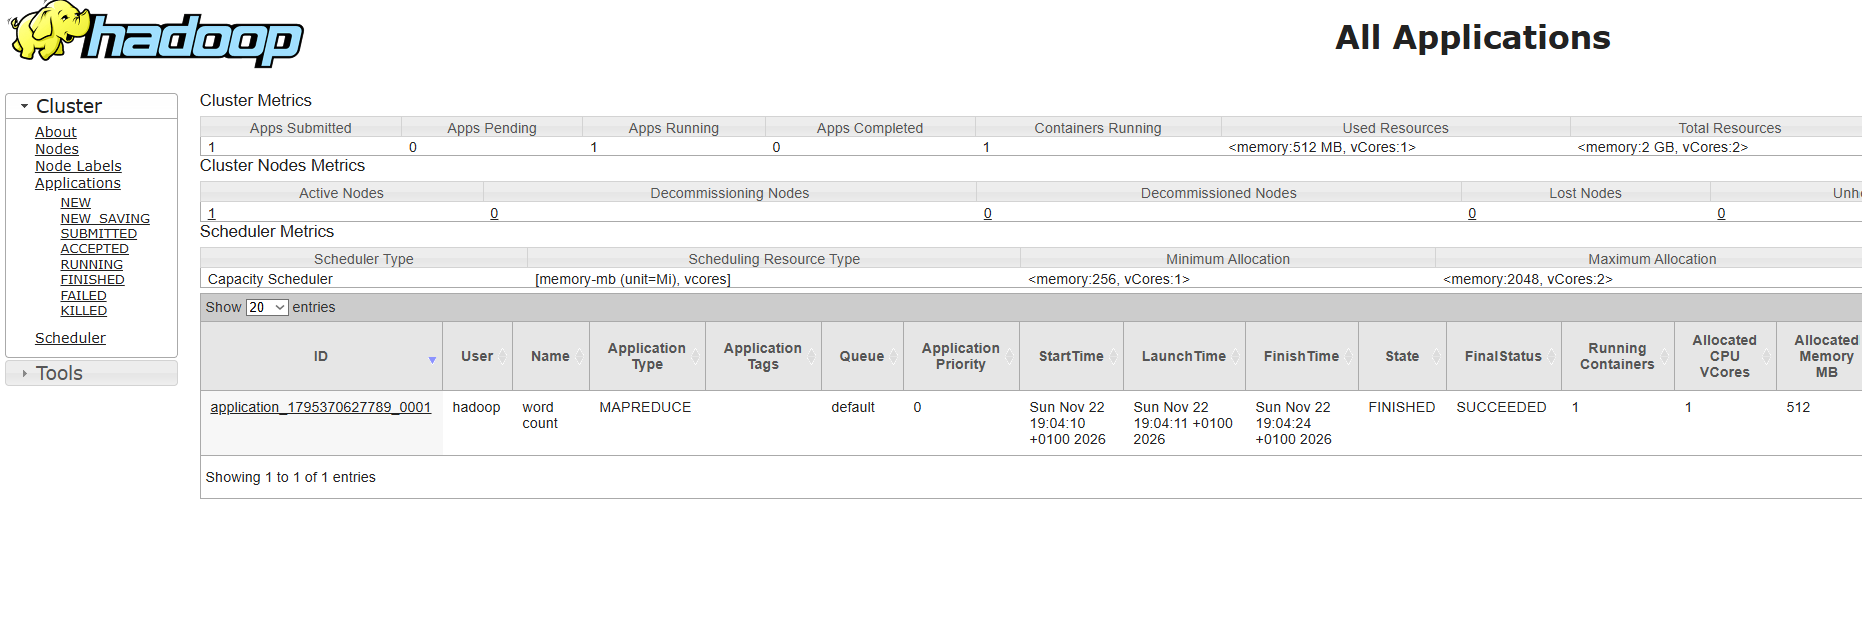 hadoop
All Applications
Cluster
About
Nodes
Node Labels
Applications
NEW
NEW_SAVING
SUBMITTED
ACCEPTED
RUNNING
FINISHED
FAILED
KILLED
Scheduler
Tools
Cluster Metrics
Apps Submitted Apps Pending Apps Running Apps Completed Containers Running Used Resources Total Resources
1 0 1 0 1 <memory:512 MB, vCores:1> <memory:2 GB, vCores:2>
Cluster Nodes Metrics
Active Nodes Decommissioning Nodes Decommissioned Nodes Lost Nodes Unh
1 0 0 0 0
Scheduler Metrics
Scheduler Type Scheduling Resource Type Minimum Allocation Maximum Allocation
Capacity Scheduler [memory-mb (unit=Mi), vcores] <memory:256, vCores:1> <memory:2048, vCores:2>
Show 20 entries
ID User Name Application Type Application Tags Queue Application Priority StartTime LaunchTime FinishTime State FinalStatus Running Containers Allocated CPU VCores Allocated Memory MB
application_1795370627789_0001 hadoop word count MAPREDUCE default 0 Sun Nov 22 19:04:10 +0100 2026 Sun Nov 22 19:04:11 +0100 2026 Sun Nov 22 19:04:24 +0100 2026 FINISHED SUCCEEDED 1 1 512
Showing 1 to 1 of 1 entries